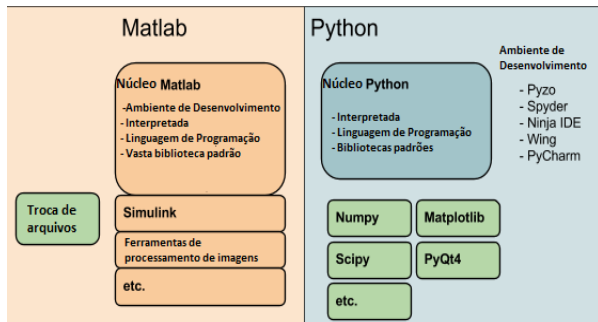 Matlab
Núcleo Matlab
-Ambiente de Desenvolvimento
- Interpretada
- Linguagem de Programação
- Vasta biblioteca padrão
Troca de
arquivos
Simulink
Ferramentas de
processamento de imagens
etc.
Python
Núcleo Python
- Interpretada
- Linguagem de Programação
- Bibliotecas padrões
Ambiente de
Desenvolvimento
- Pyzo
- Spyder
- Ninja IDE
- Wing
- PyCharm
Numpy
Matplotlib
Scipy
PyQt4
etc.